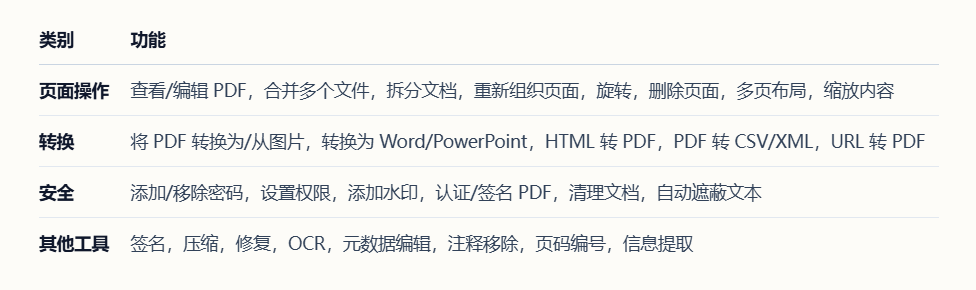 类别 功能
页面操作 查看/编辑 PDF，合并多个文件，拆分文档，重新组织页面，旋转，删除页面，多页布局，缩放内容
转换 将 PDF 转换为/从图片，转换为 Word/PowerPoint，HTML 转 PDF，PDF 转 CSV/XML，URL 转 PDF
安全 添加/移除密码，设置权限，添加水印，认证/签名 PDF，清理文档，自动遮蔽文本
其他工具 签名，压缩，修复，OCR，元数据编辑，注释移除，页码编号，信息提取